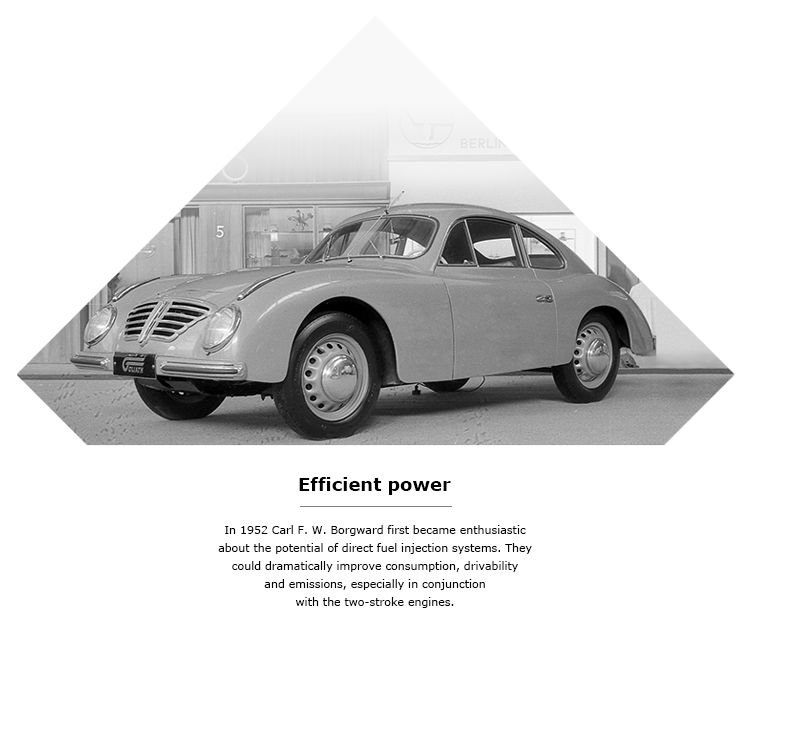 BERLIN
5
GOLIATH
Efficient power
In 1952 Carl F. W. Borgward first became enthusiastic
about the potential of direct fuel injection systems. They
could dramatically improve consumption, drivability
and emissions, especially in conjunction
with the two-stroke engines.